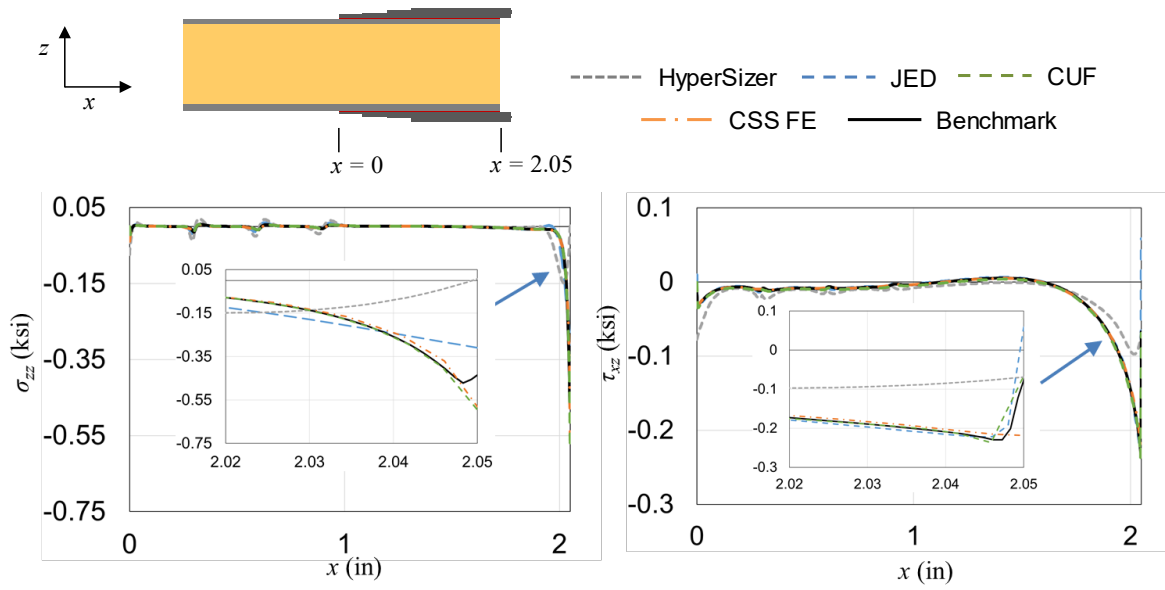 z
x
x = 0
x = 2.05
HyperSizer
JED
CUF
CSS FE
Benchmark
0.05
-0.15
-0.35
-0.55
-0.75
σzz (ksi)
0
1
2
x (in)
0.05
-0.15
-0.35
-0.55
-0.75
2.02
2.03
2.04
2.05
0.1
0
-0.1
-0.2
-0.3
τxz (ksi)
0
1
2
x (in)
0.1
0
-0.1
-0.2
-0.3
2.02
2.03
2.04
2.05